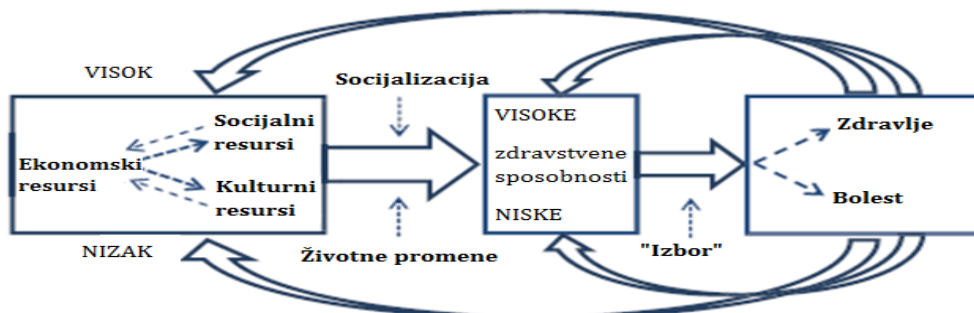 VISOK
Socijalizacija
Socijalni
resursi
Ekonomski
resursi
Kulturni
resursi
NIZAK
Životne promene
VISOKE
zdravstvene
sposobnosti
NISKE
"Izbor"
Zdravlje
Bolest